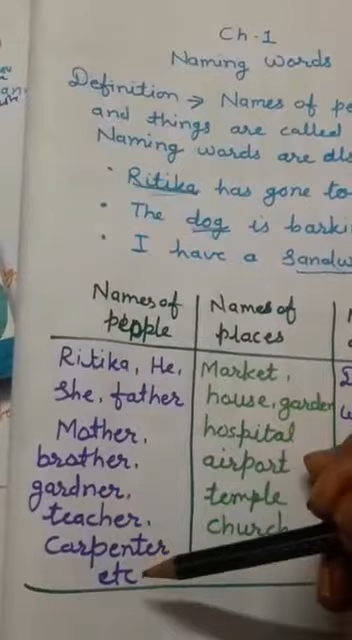 Ch-1
Naming words
Definition → Names of
and things are called
Naming words are
• Ritika has gone to
• The dog is
• I have a
Names of people
Names of places
Ritika, He,
She, father
Mother,
brother,
gardner,
teacher,
Carpenter
etc
Market,
house, garden
hospital
airport
temple
church